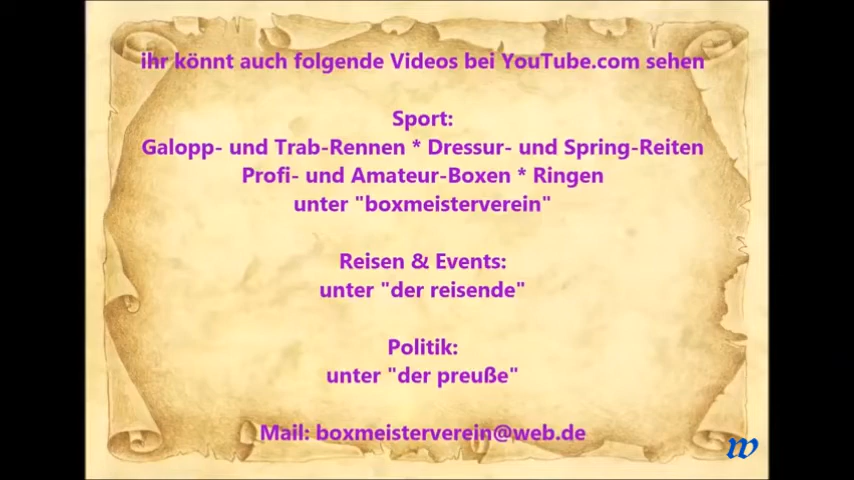 ihr könnt auch folgende Videos bei YouTube.com sehen
Sport:
Galopp- und Trab-Rennen * Dressur- und Spring-Reiten
Profi- und Amateur-Boxen * Ringen
unter "boxmeisterverein"
Reisen & Events:
unter "der reisende"
Politik:
unter "der preuße"
Mail: boxmeisterverein@web.de
w